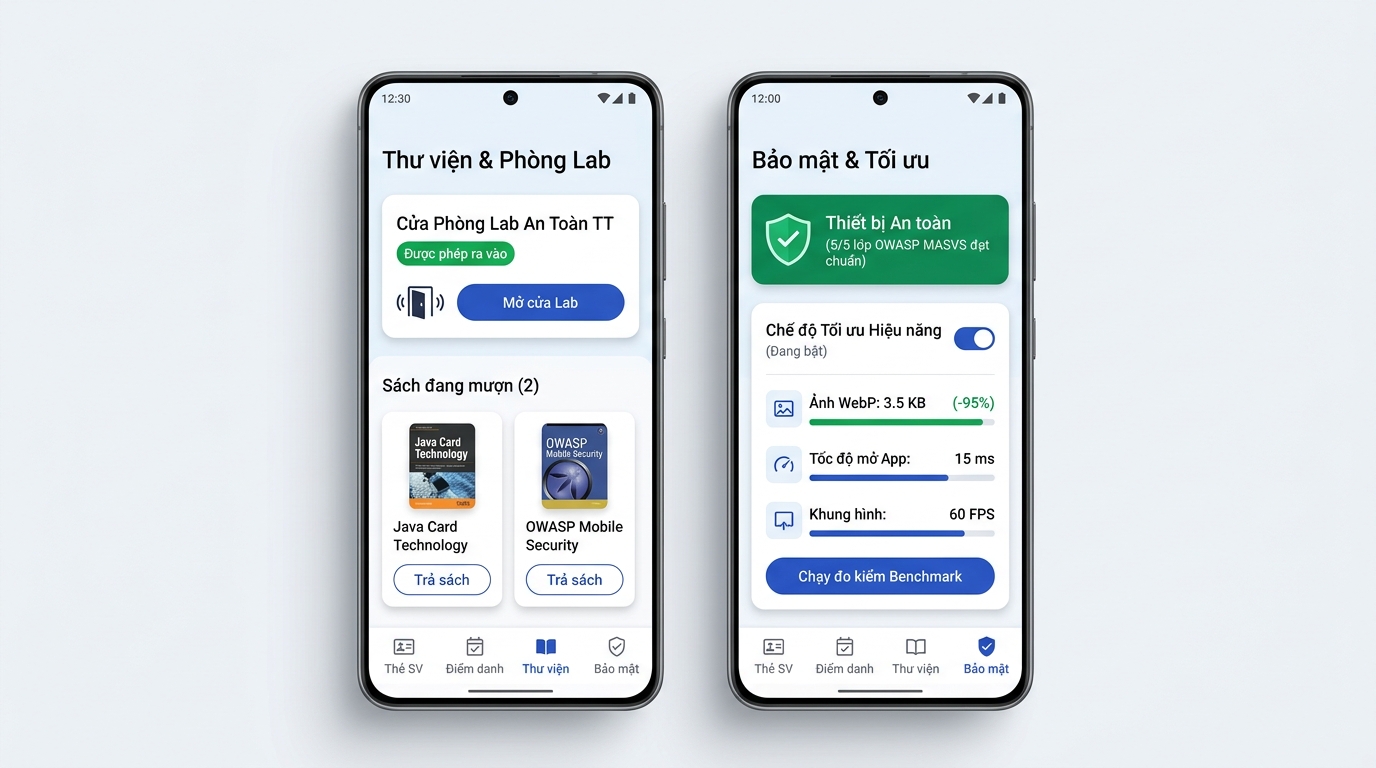 12:30
Thư viện & Phòng Lab
Cửa Phòng Lab An Toàn TT
Được phép ra vào
Mở cửa Lab
Sách đang mượn (2)
Java Card
Technology
OWASP
Mobile Security
Java Card
Technology
OWASP Mobile
Security
Trả sách
Trả sách
Thẻ SV
Điểm danh
Thư viện
Bảo mật
12:00
Bảo mật & Tối ưu
Thiết bị An toàn
(5/5 lớp OWASP MASVS đạt
chuẩn)
Chế độ Tối ưu Hiệu năng
(Đang bật)
Ảnh WebP: 3.5 KB (-95%)
Tốc độ mở App: 15 ms
Khung hình: 60 FPS
Chạy đo kiểm Benchmark
Thẻ SV
Điểm danh
Thư viện
Bảo mật